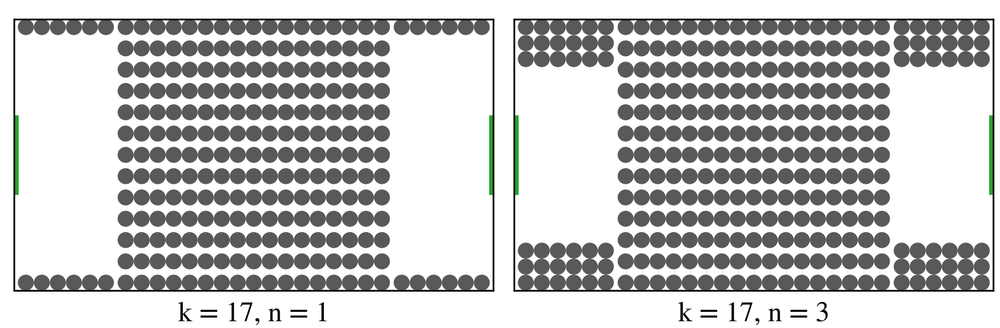 k = 17, n = 1
k = 17, n = 3